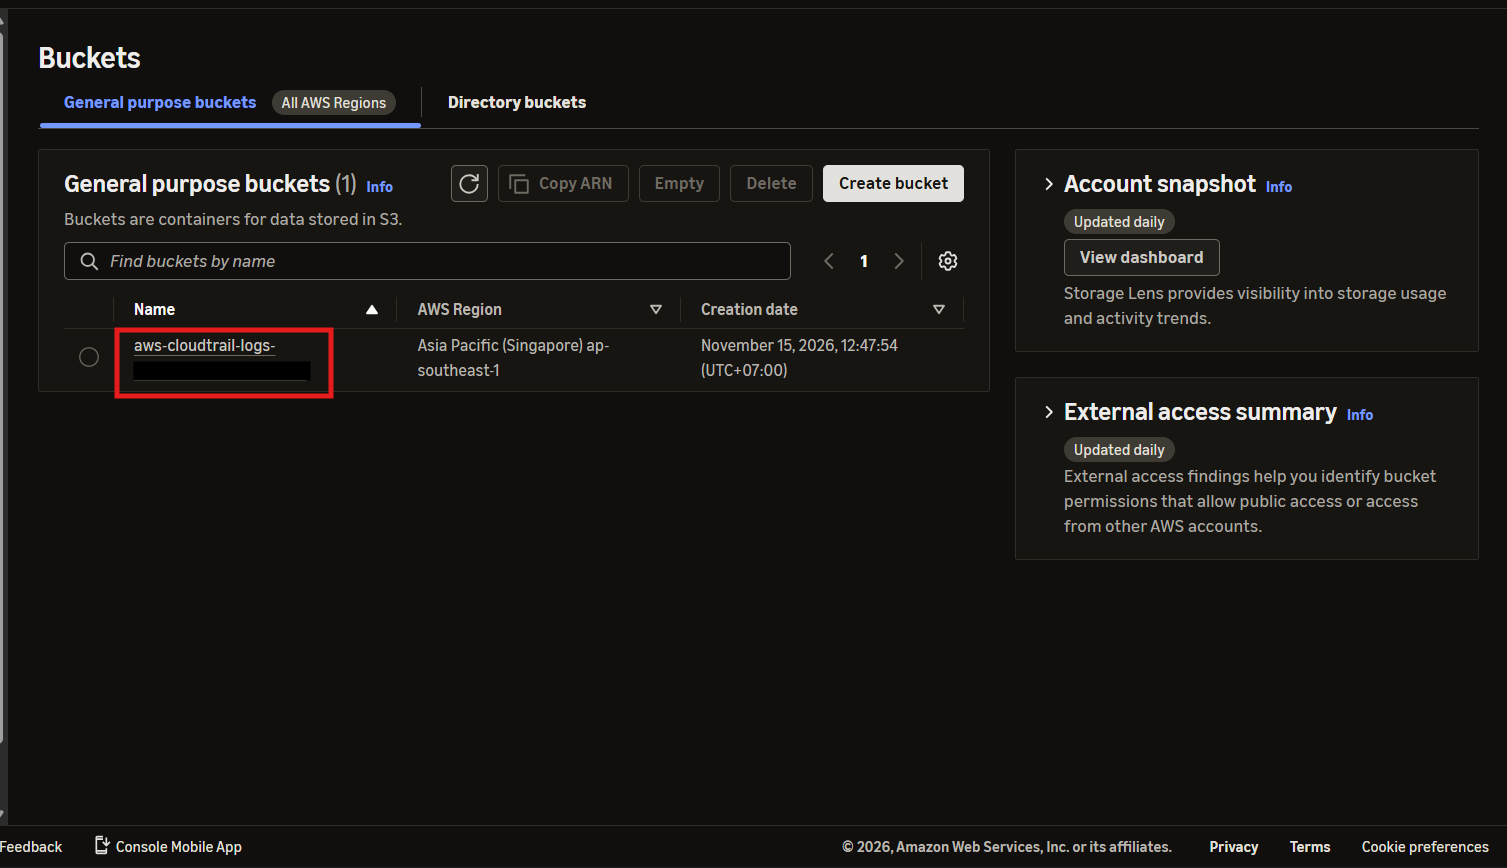 Buckets
General purpose buckets All AWS Regions Directory buckets
General purpose buckets (1) Info
Copy ARN Empty Delete Create bucket
Buckets are containers for data stored in S3.
Find buckets by name
1
Name AWS Region Creation date
aws-cloudtrail-logs- Asia Pacific (Singapore) ap- November 15, 2026, 12:47:54
southeast-1 (UTC+07:00)
Account snapshot Info
Updated daily
View dashboard
Storage Lens provides visibility into storage usage
and activity trends.
External access summary Info
Updated daily
External access findings help you identify bucket
permissions that allow public access or access
from other AWS accounts.
Feedback Console Mobile App © 2026, Amazon Web Services, Inc. or its affiliates. Privacy Terms Cookie preferences